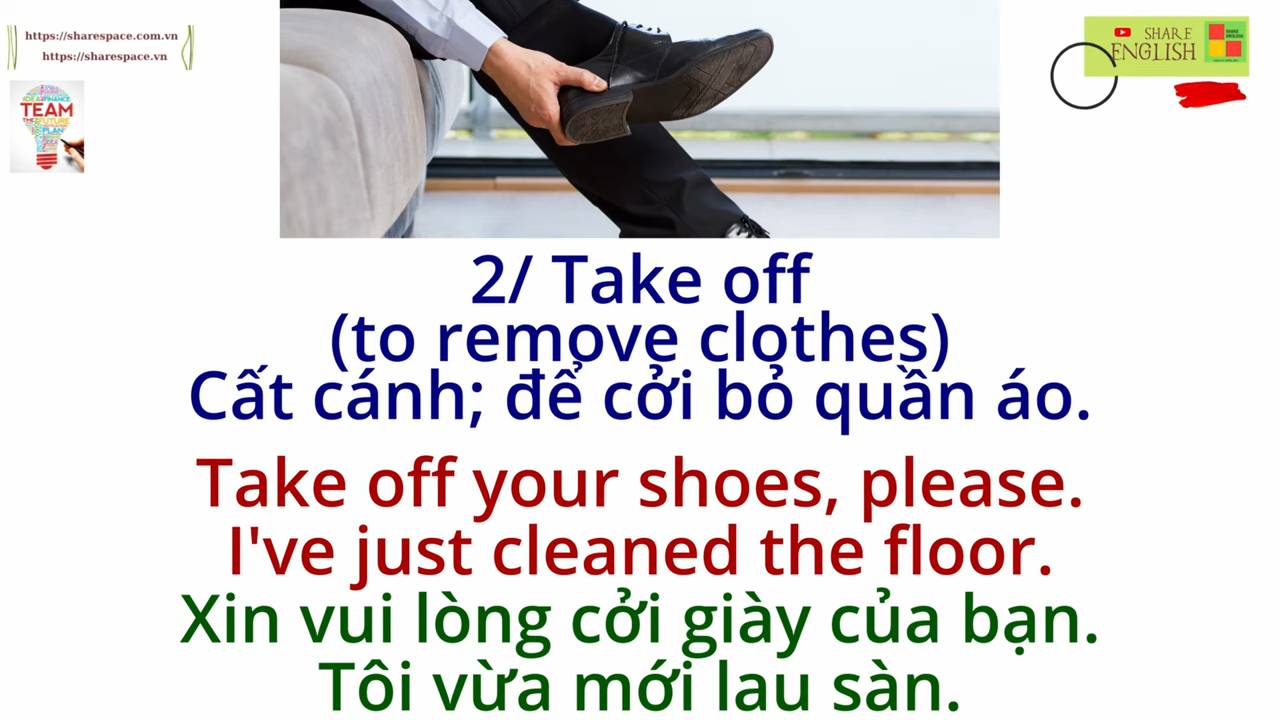 https://sharespace.com.vn
https://sharespace.vn
SHARE
ENGLISH
TEAM
PLAN
2/ Take off
(to remove clothes)
Cất cánh; để cởi bỏ quần áo.
Take off your shoes, please.
I've just cleaned the floor.
Xin vui lòng cởi giày của bạn.
Tôi vừa mới lau sàn.